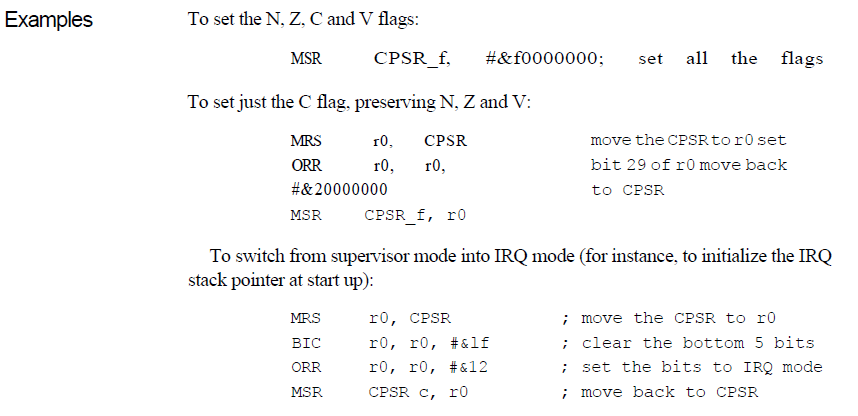 Examples To set the N, Z, C and V flags:
MSR CPSR_f, #&f0000000; set all the flags
To set just the C flag, preserving N, Z and V:
MRS r0, CPSR move the CPSR to r0 set
ORR r0, r0, bit 29 of r0 move back
#&20000000 to CPSR
MSR CPSR_f, r0
To switch from supervisor mode into IRQ mode (for instance, to initialize the IRQ
stack pointer at start up):
MRS r0, CPSR ; move the CPSR to r0
BIC r0, r0, #&lf ; clear the bottom 5 bits
ORR r0, r0, #&12 ; set the bits to IRQ mode
MSR CPSR c, r0 ; move back to CPSR